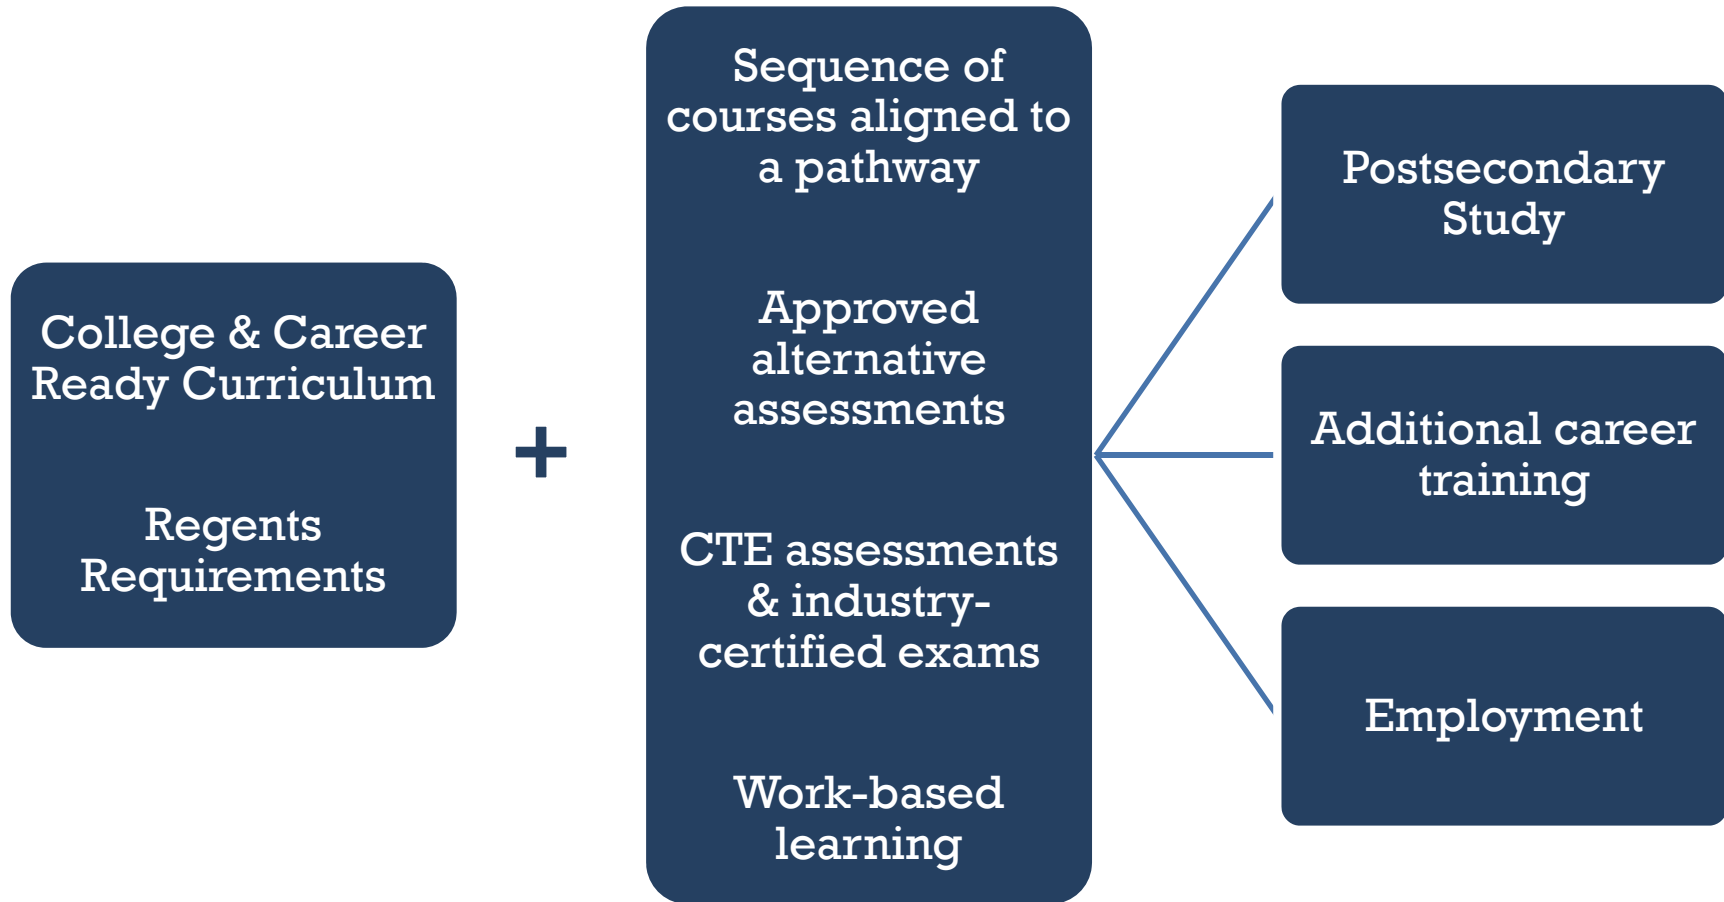 College & Career
Ready Curriculum
Regents
Requirements
+
Sequence of
courses aligned to
a pathway
Approved
alternative
assessments
CTE assessments
& industry-
certified exams
Work-based
learning
Postsecondary
Study
Additional career
training
Employment